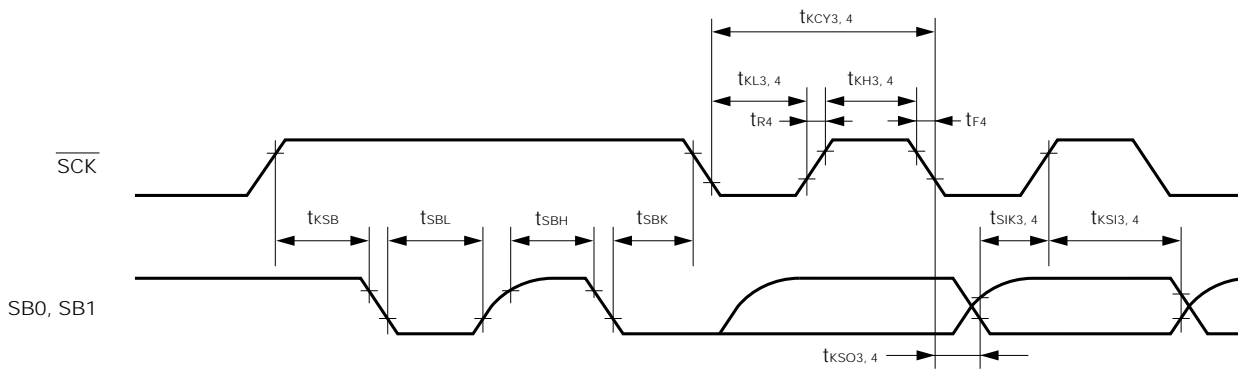 tKCY3, 4
tKL3, 4 tKH3, 4
tR4 tF4
SCK
tKSB tSBL tSBH tSBK tSIK3, 4 tKSI3, 4
SB0, SB1
tKSO3, 4